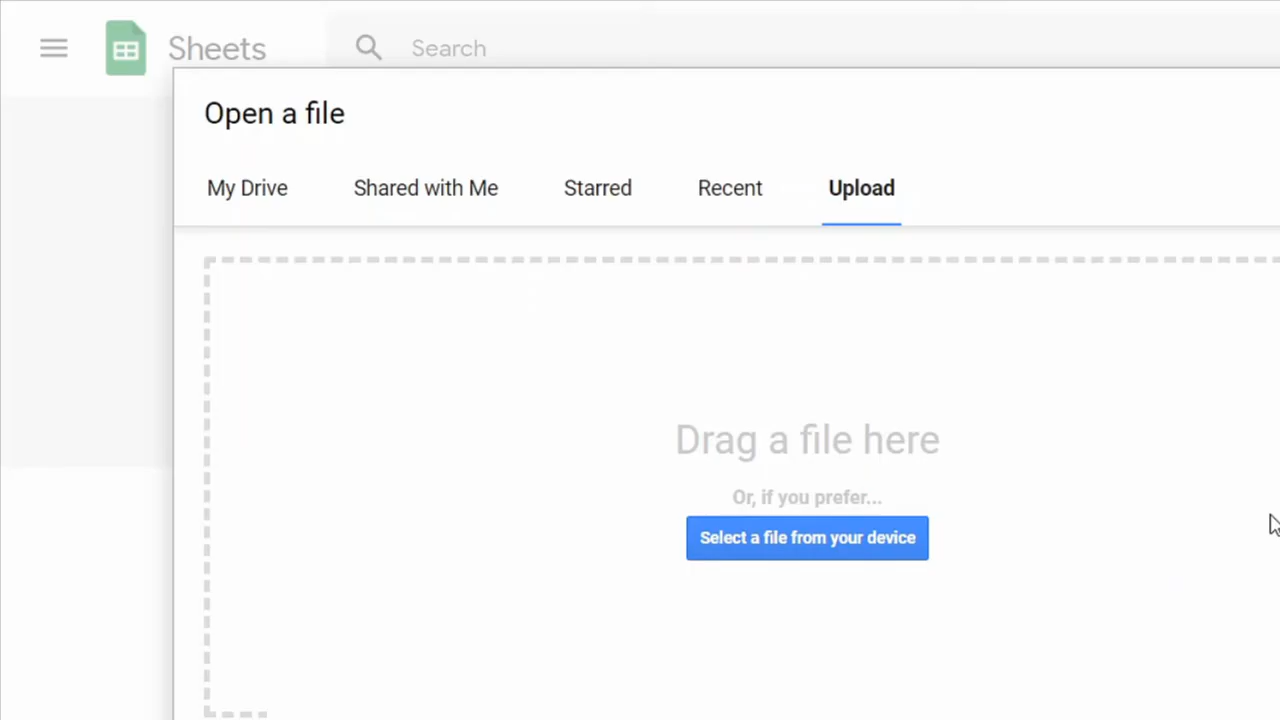 Sheets
Search
Open a file
My Drive Shared with Me Starred Recent Upload
Drag a file here
Or, if you prefer...
Select a file from your device